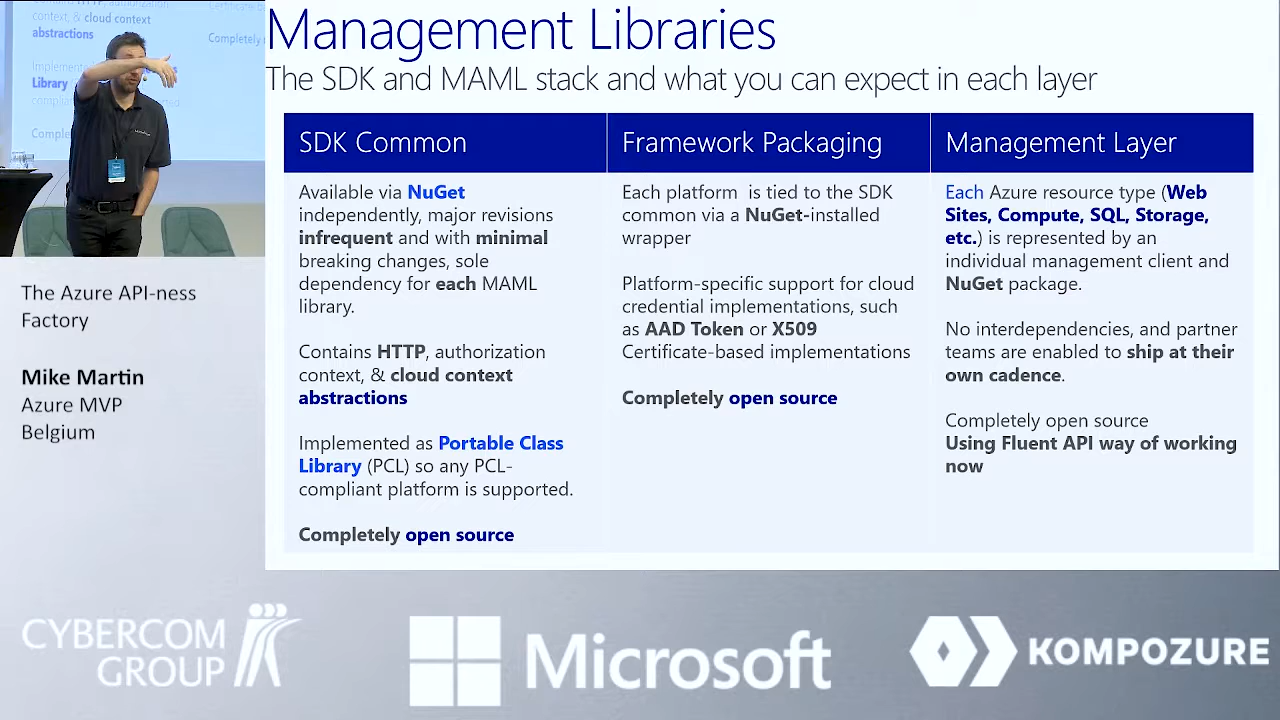 Management Libraries
The SDK and MAML stack and what you can expect in each layer
SDK Common
Available via NuGet
independently, major revisions
infrequent and with minimal
breaking changes, sole
dependency for each MAML
library.
Contains HTTP, authorization
context, & cloud context
abstractions
Implemented as Portable Class
Library (PCL) so any PCL-
compliant platform is supported.
Completely open source
Framework Packaging
Each platform is tied to the SDK
common via a NuGet-installed
wrapper
Platform-specific support for cloud
credential implementations, such
as AAD Token or X509
Certificate-based implementations
Completely open source
Management Layer
Each Azure resource type (Web
Sites, Compute, SQL, Storage,
etc.) is represented by an
individual management client and
NuGet package.
No interdependencies, and partner
teams are enabled to ship at their
own cadence.
Completely open source
Using Fluent API way of working
now
context, & cloud context
abstractions
Library
Completely
The Azure API-ness
Factory
Mike Martin
Azure MVP
Belgium
CYBERCOM
GROUP
Microsoft
KOMPOZURE